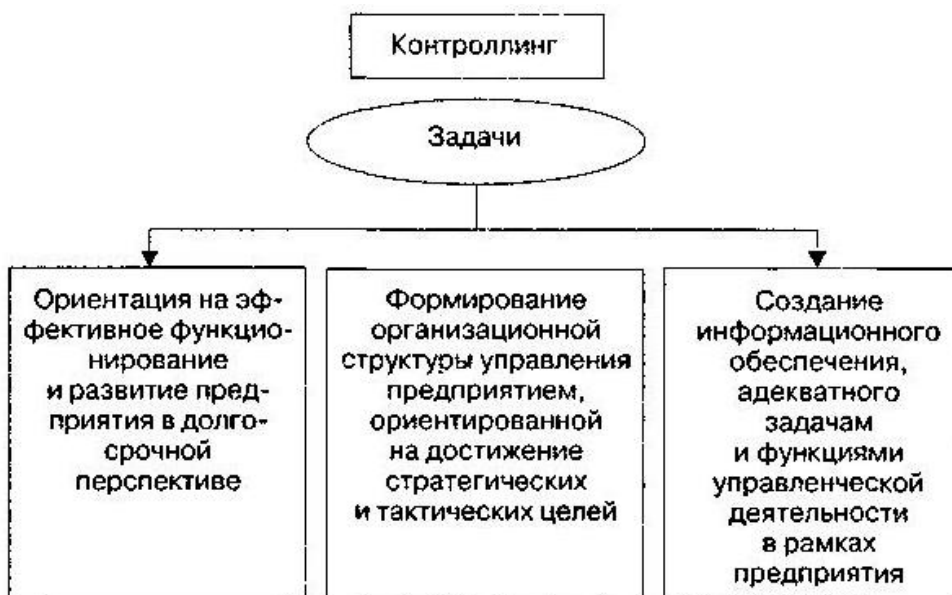 Контроллинг
Задачи
Ориентация на эф-
фективное функцио-
нирование
и развитие пред-
приятия в долго-
срочной
перспективе
Формирование
организационной
структуры управления
предприятием,
ориентированной
на достижение
стратегических
и тактических целей
Создание
информационного
обеспечения,
адекватного
задачам
и функциями
управленческой
деятельности
в рамках
предприятия